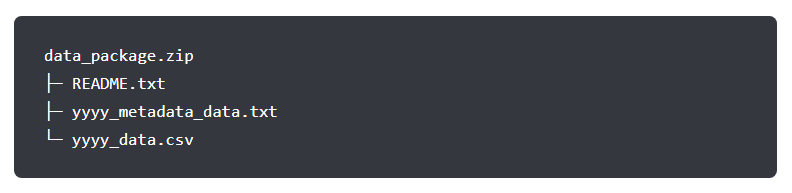 data_package.zip
├─ README.txt
├─ yyyy_metadata_data.txt
└─ yyyy_data.csv